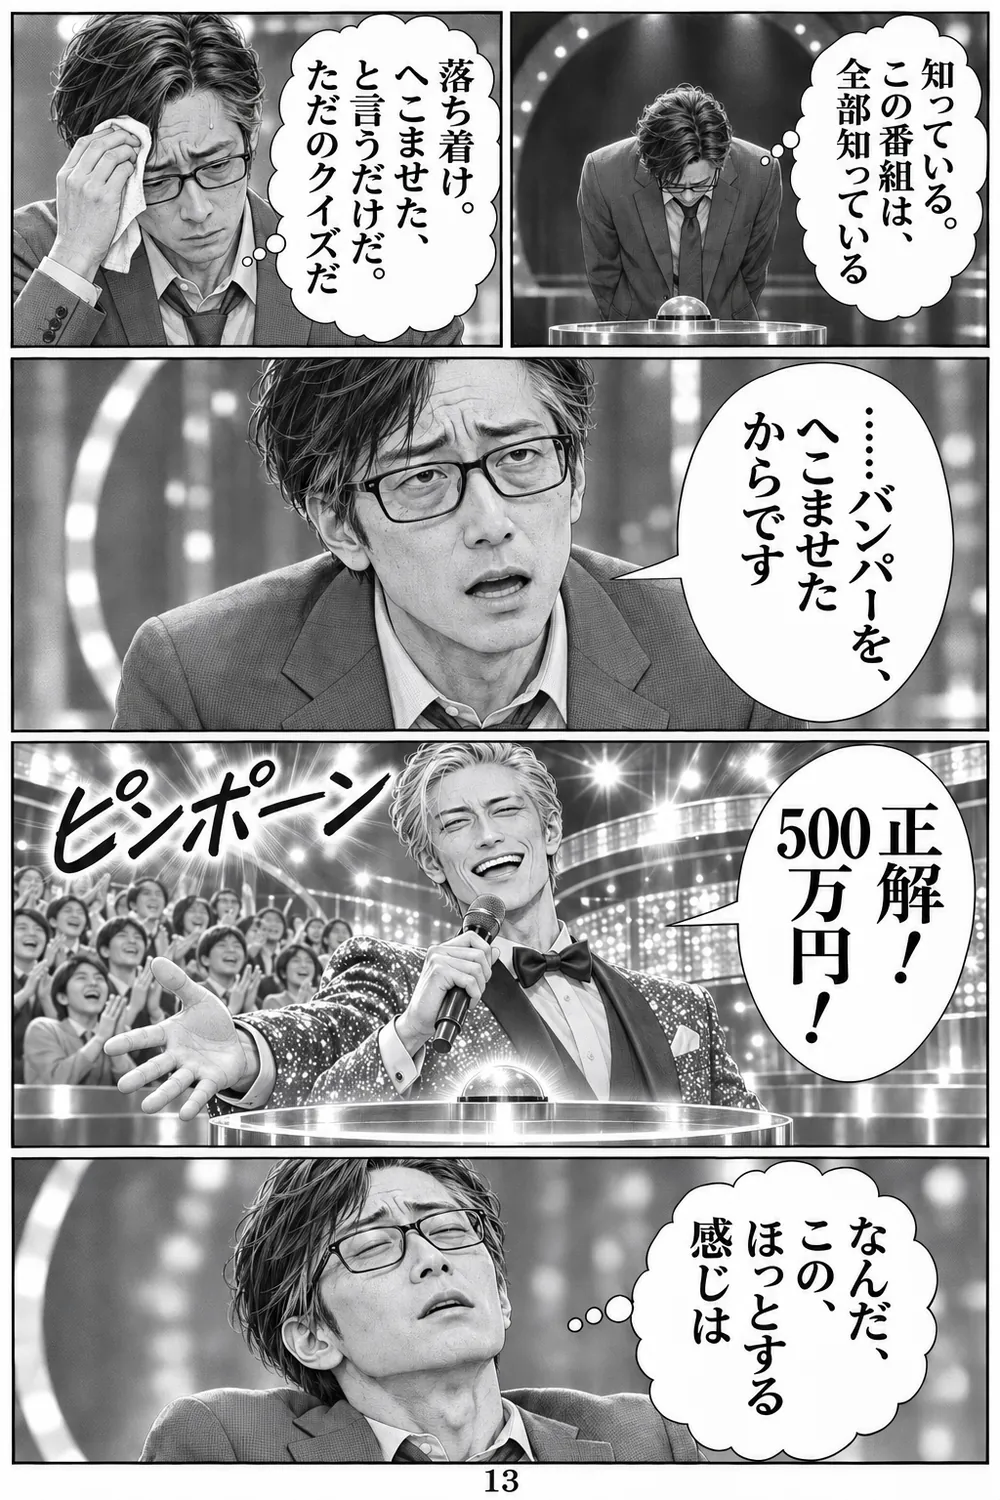 知っている。
この番組は、
全部知っている
落ち着け。
へこませた、
と言うだけだ。
ただのクイズだ
……バンパーを、
へこませた
からです
ピンポーン
正解！
500万円！
なんだ、
この、
ほっとする
感じは
13